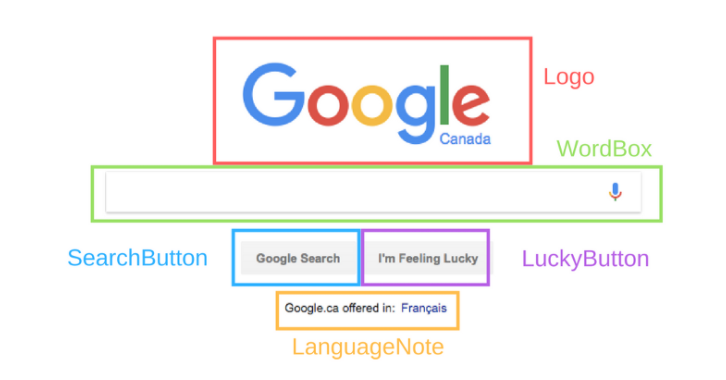 Google
Canada
Logo
WordBox
SearchButton
Google Search
I'm Feeling Lucky
LuckyButton
Google.ca offered in: Français
LanguageNote